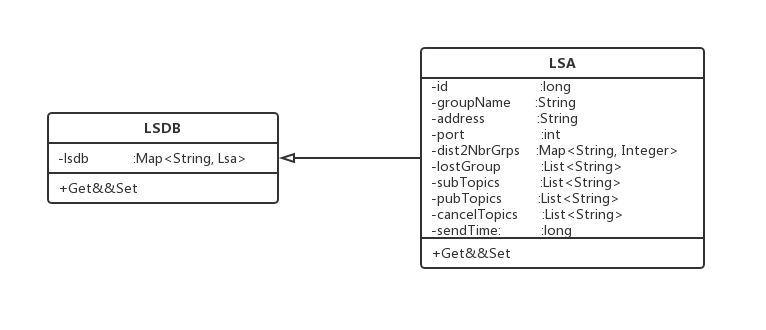 LSDB
-lsdb :Map<String, Lsa>
+Get&&Set
LSA
-id :long
-groupName :String
-address :String
-port :int
-dist2NbrGrps :Map<String, Integer>
-lostGroup :List<String>
-subTopics :List<String>
-pubTopics :List<String>
-cancelTopics :List<String>
-sendTime: :long
+Get&&Set